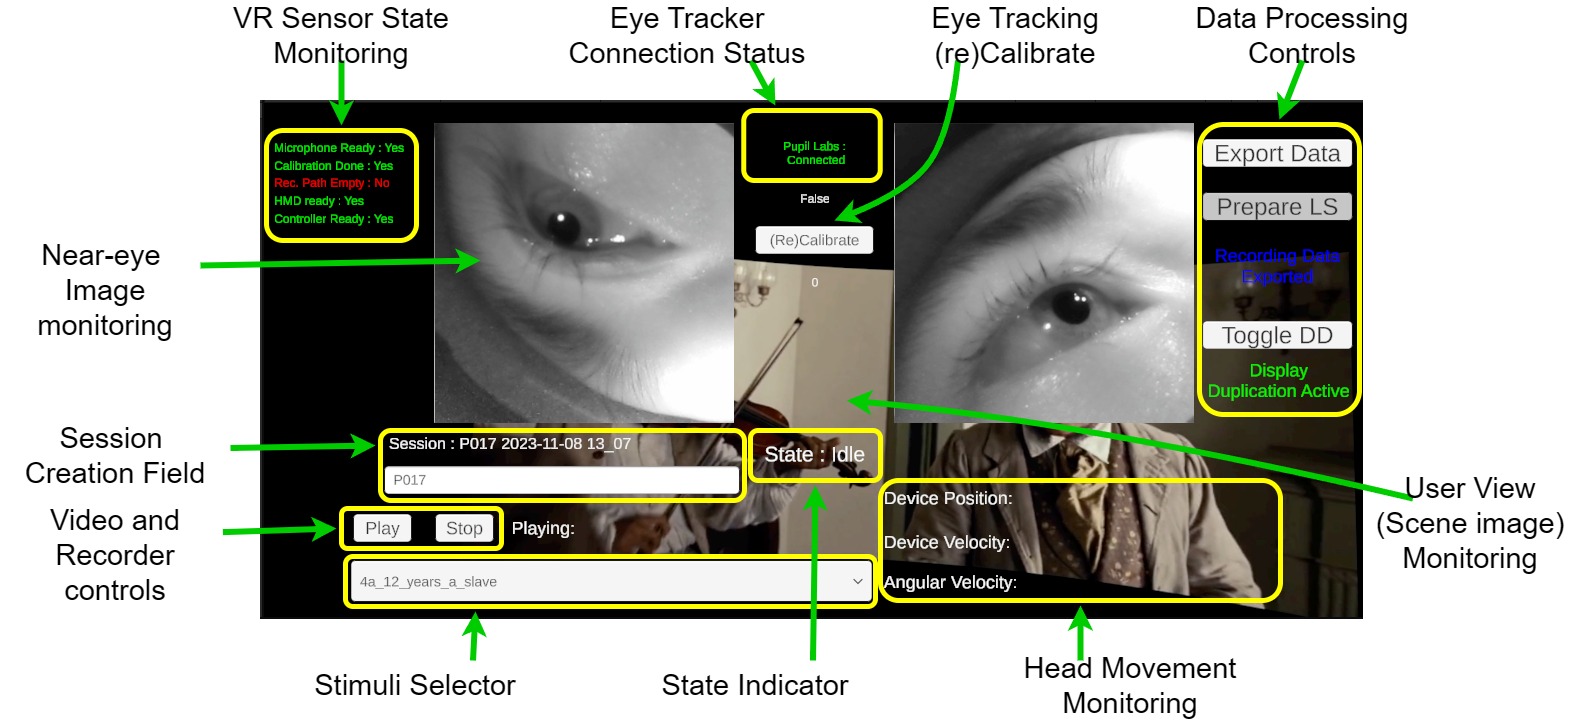 VR Sensor State
Monitoring
Eye Tracker
Connection Status
Eye Tracking
(re)Calibrate
Data Processing
Controls
Microphone Ready : Yes
Calibration Done : Yes
Rec. Path Empty : No
HMD ready : Yes
Controller Ready : Yes
Pupil Labs :
Connected
False
(Re)Calibrate
0
Export Data
Prepare LS
Recording Data
Exported
Toggle DD
Display
Duplication Active
Near-eye
Image
monitoring
Session
Creation Field
Session : P017 2023-11-08 13_07
P017
State : Idle
Video and
Recorder
controls
Play
Stop
Playing:
4a_12_years_a_slave
Device Position:
Device Velocity:
Angular Velocity:
User View
(Scene image)
Monitoring
Stimuli Selector
State Indicator
Head Movement
Monitoring